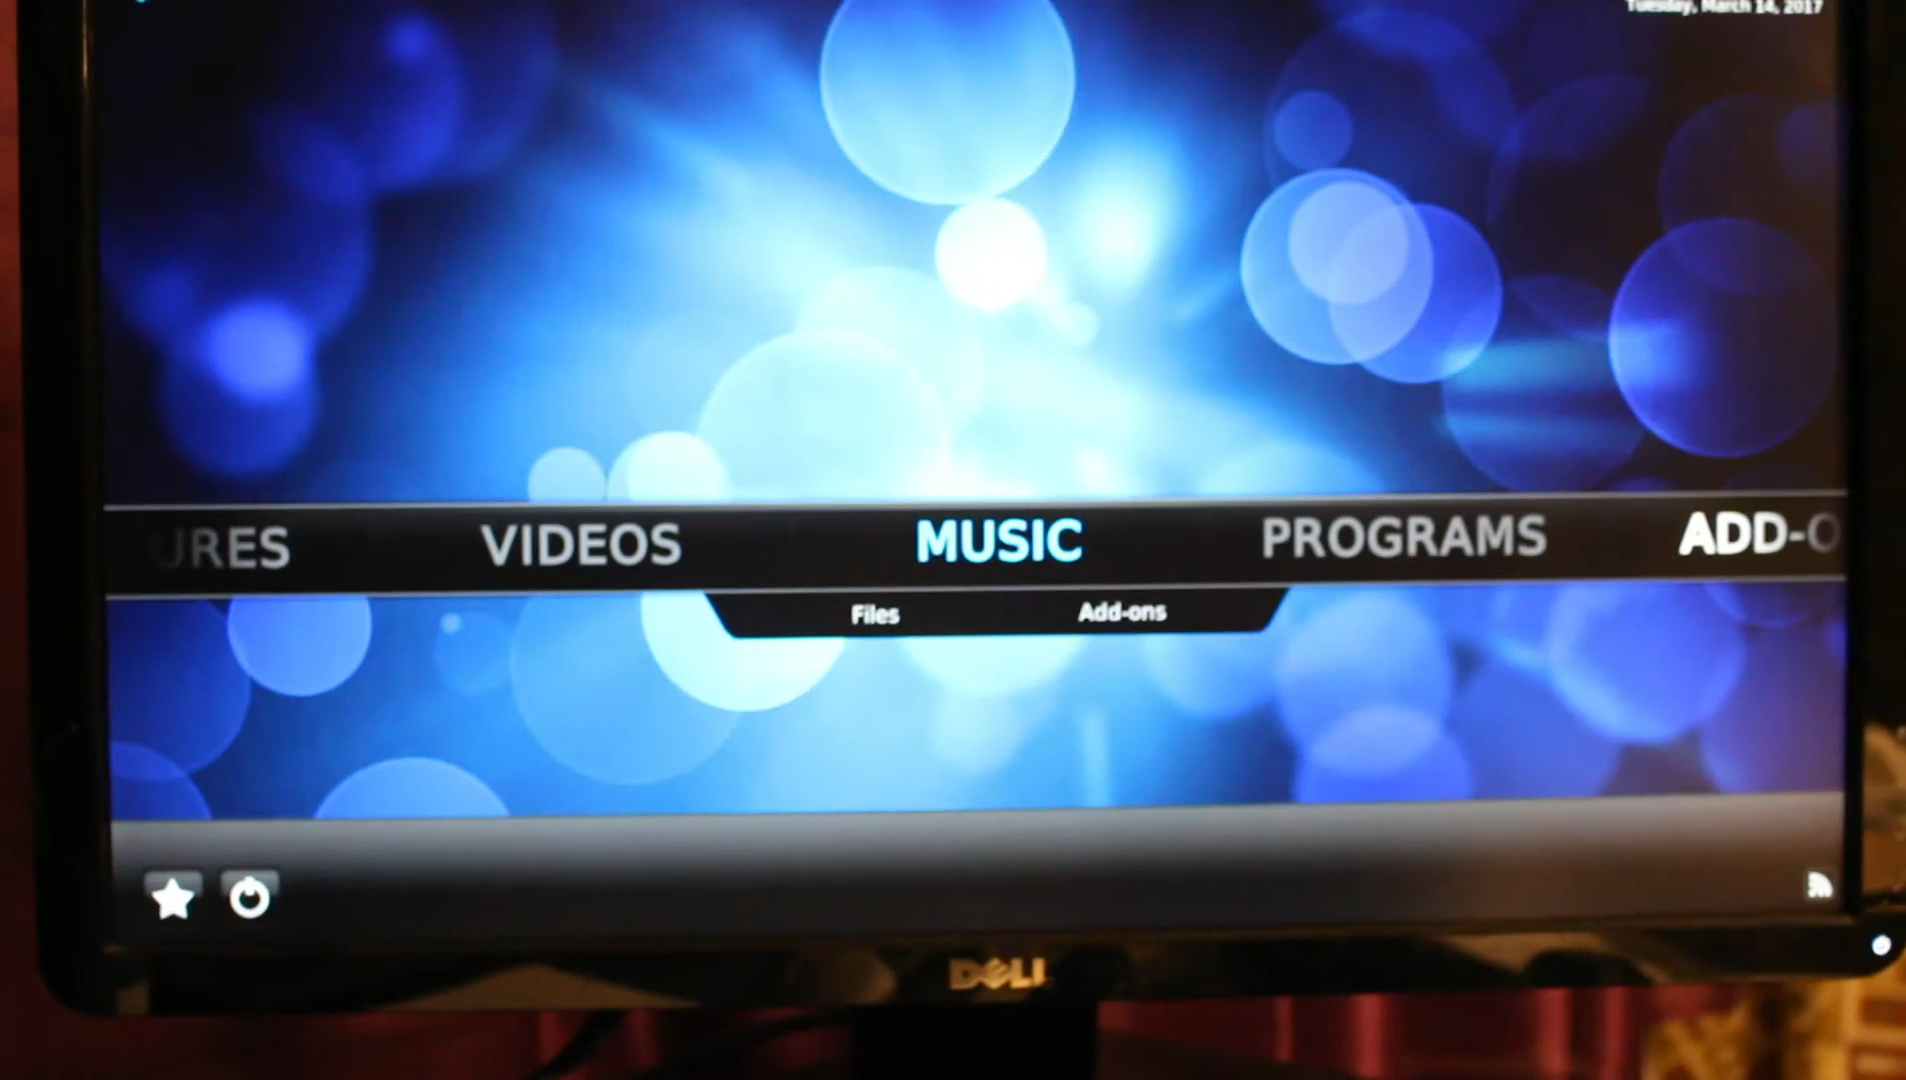 Tuesday, March 14, 2017
URES VIDEOS MUSIC PROGRAMS ADD-O
Files Add-ons
DELL